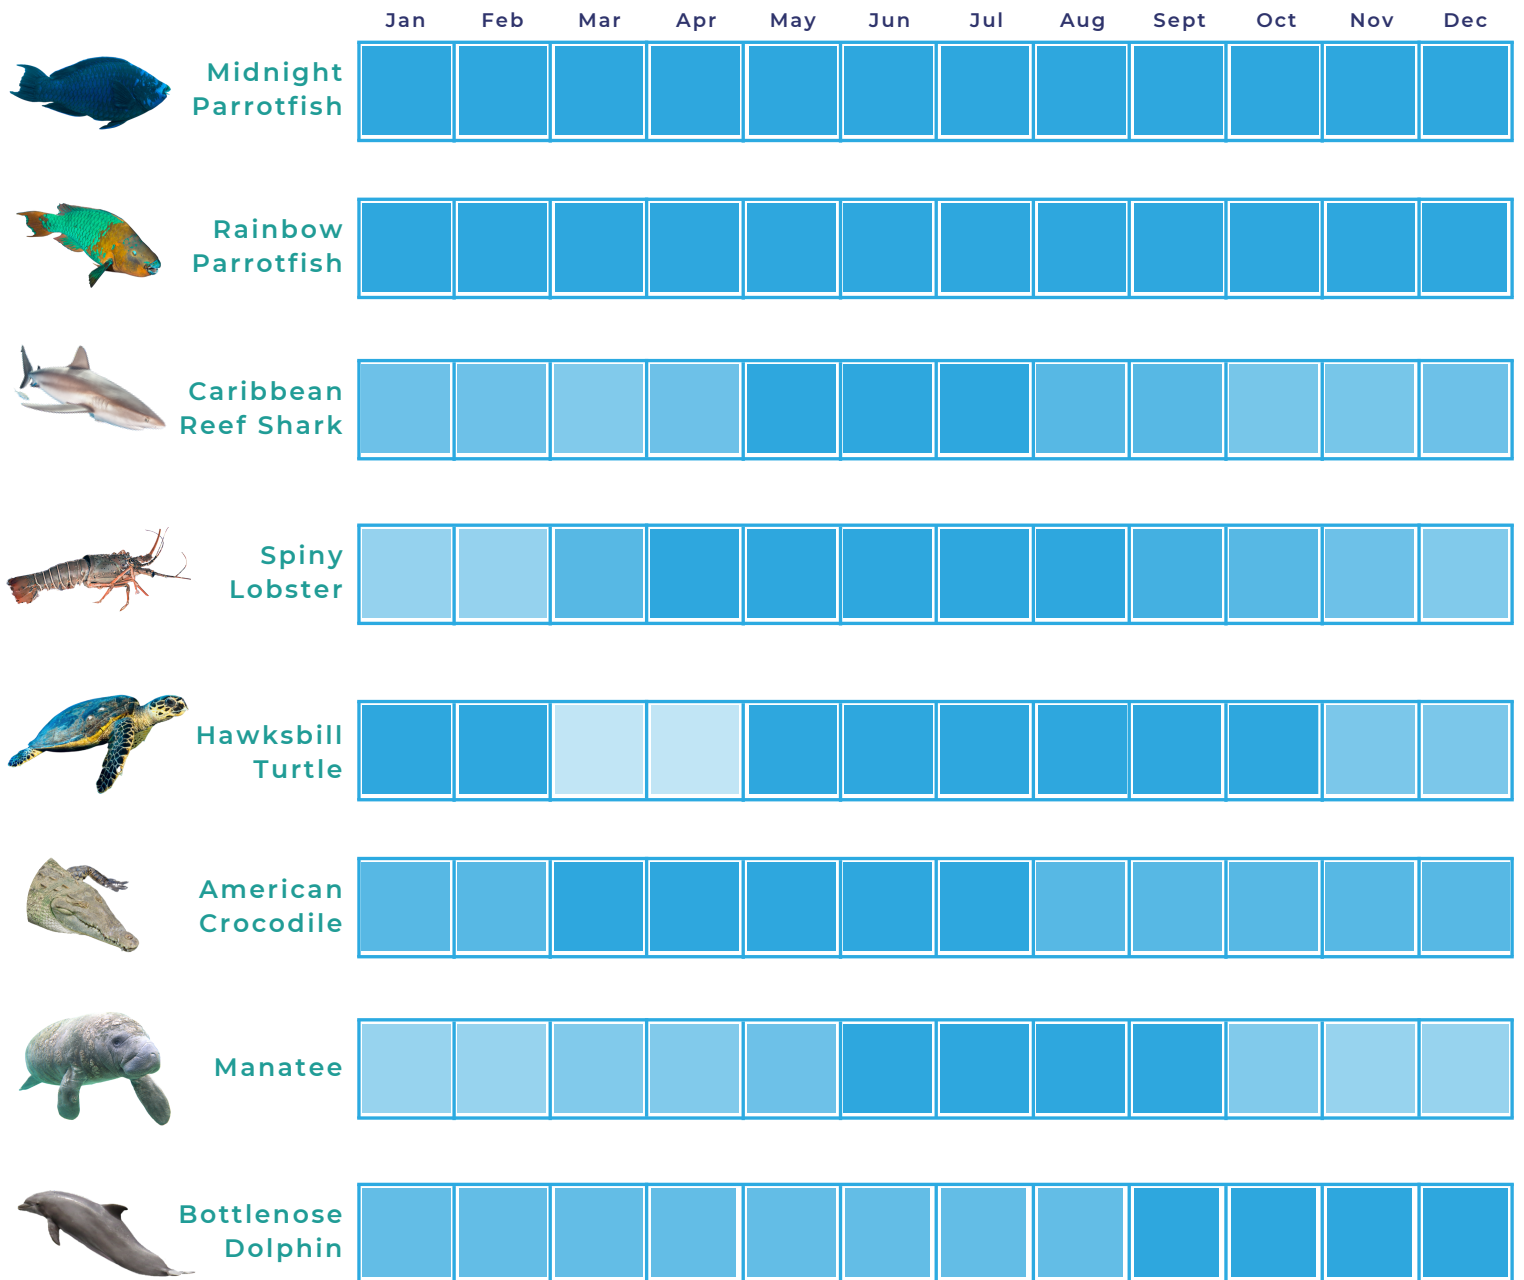 Jan Feb Mar Apr May Jun Jul Aug Sept Oct Nov Dec
Midnight
Parrotfish
Rainbow
Parrotfish
Caribbean
Reef Shark
Spiny
Lobster
Hawksbill
Turtle
American
Crocodile
Manatee
Bottlenose
Dolphin